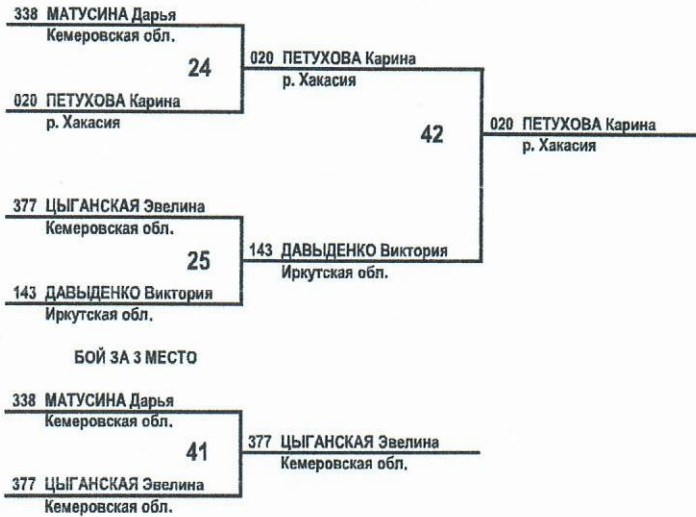 338 МАТУСИНА Дарья
Кемеровская обл.
24
020 ПЕТУХОВА Карина
р. Хакасия
020 ПЕТУХОВА Карина
р. Хакасия
42
020 ПЕТУХОВА Карина
р. Хакасия
377 ЦЫГАНСКАЯ Эвелина
Кемеровская обл.
25
143 ДАВЫДЕНКО Виктория
Иркутская обл.
143 ДАВЫДЕНКО Виктория
Иркутская обл.
БОЙ ЗА 3 МЕСТО
338 МАТУСИНА Дарья
Кемеровская обл.
41
377 ЦЫГАНСКАЯ Эвелина
Кемеровская обл.
377 ЦЫГАНСКАЯ Эвелина
Кемеровская обл.